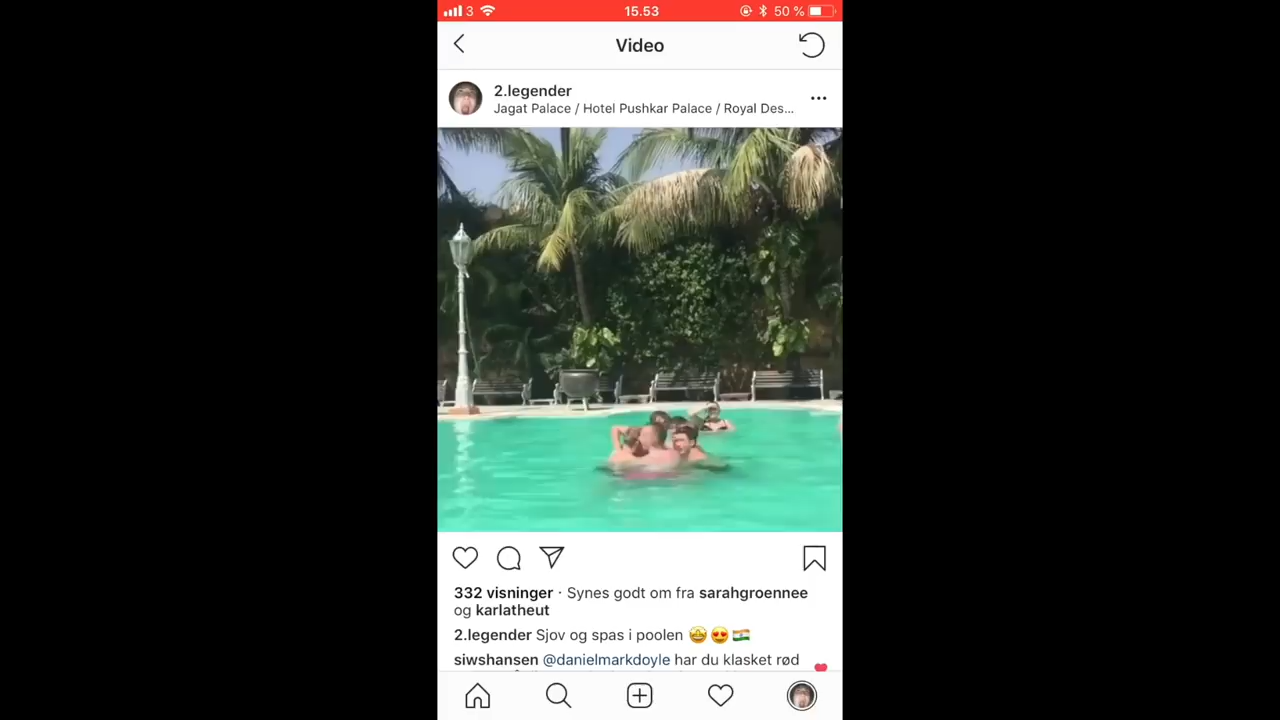 3 15.53 50 %
Video
2.legender
Jagat Palace / Hotel Pushkar Palace / Royal Des...
332 visninger · Synes godt om fra sarahgroennee
og karlatheut
2.legender Sjov og spas i poolen 🤩😍🇮🇳
siwshansen @danielmarkdoyle har du klasket rød